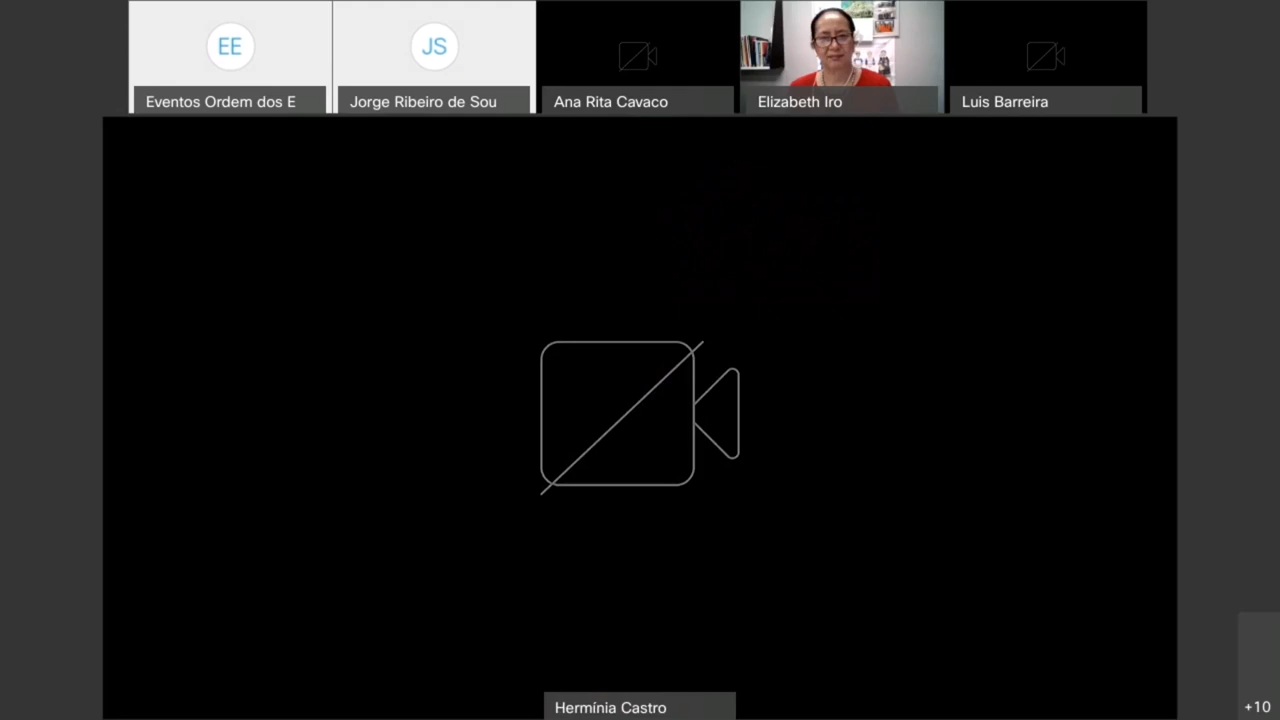 EE
JS
Eventos Ordem dos E
Jorge Ribeiro de Sou
Ana Rita Cavaco
Elizabeth Iro
Luis Barreira
Hermínia Castro
+10